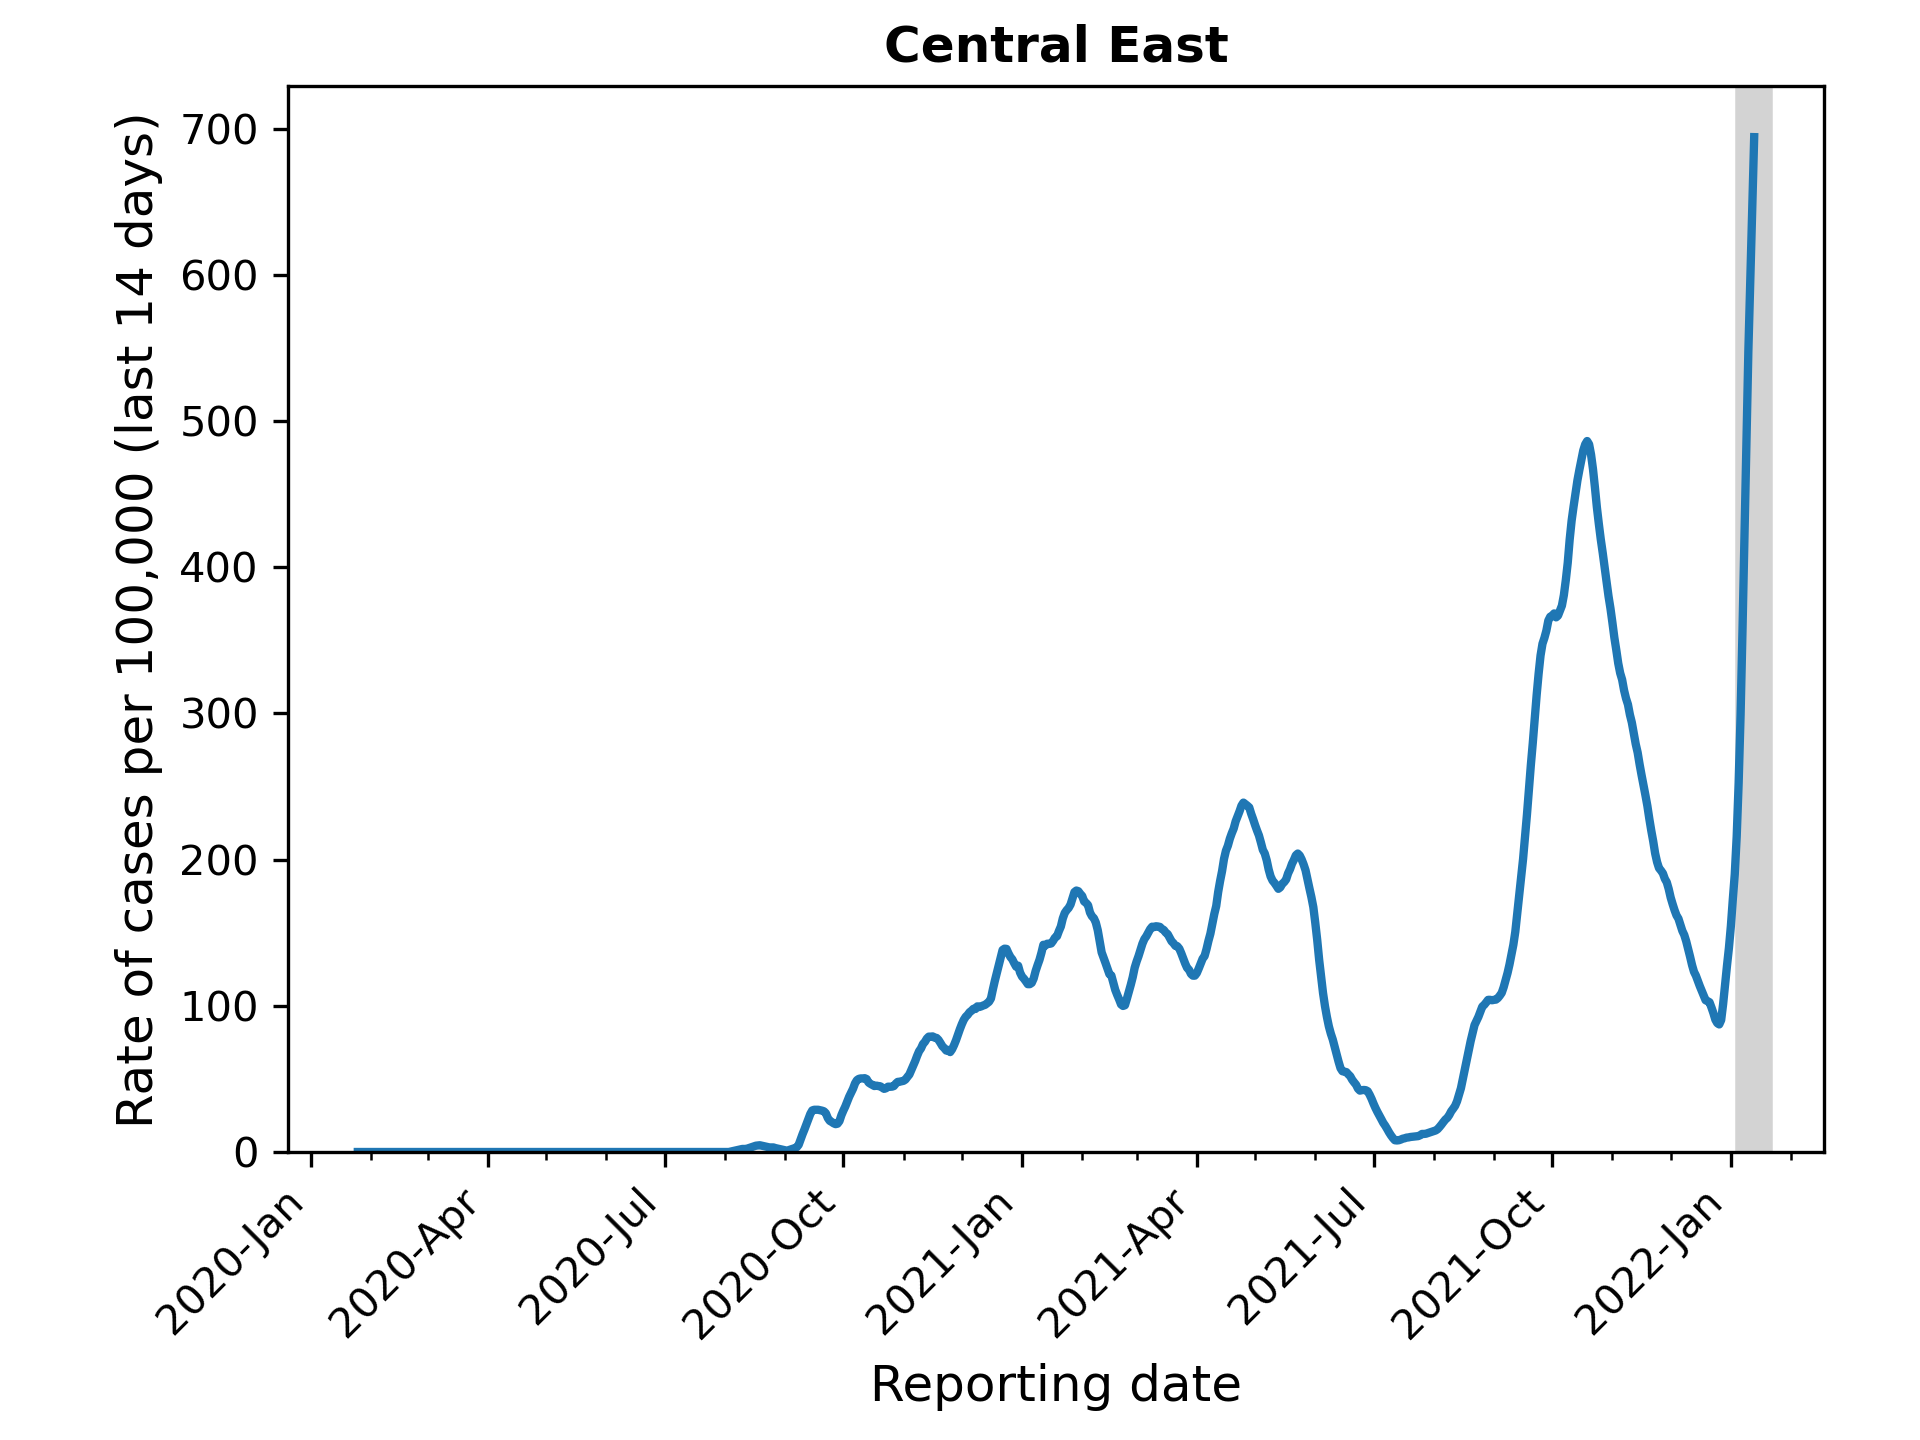 Central East
Rate of cases per 100,000 (last 14 days)
700
600
500
400
300
200
100
0
2020-Jan
2020-Apr
2020-Jul
2020-Oct
2021-Jan
2021-Apr
2021-Jul
2021-Oct
2022-Jan
Reporting date